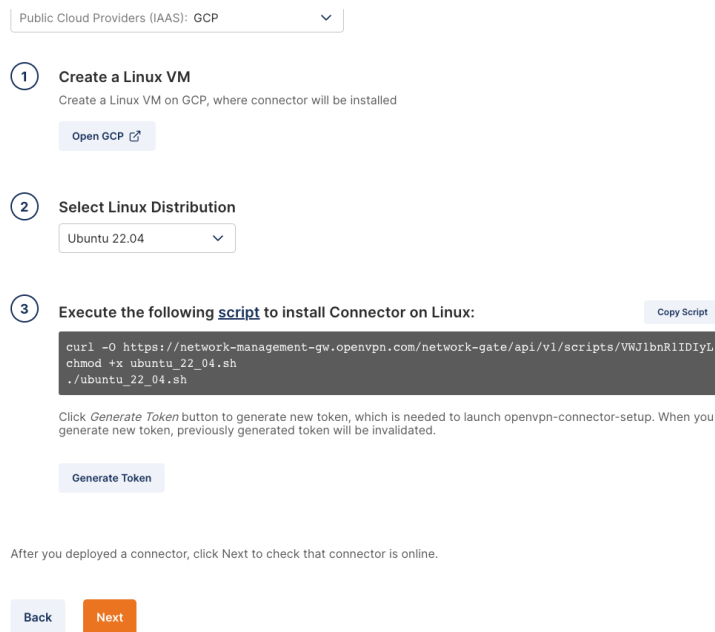 Public Cloud Providers (IAAS): GCP
1
Create a Linux VM
Create a Linux VM on GCP, where connector will be installed
Open GCP
2
Select Linux Distribution
Ubuntu 22.04
3
Execute the following script to install Connector on Linux:
Copy Script
curl -O https://network-management-gw.openvpn.com/network-gate/api/v1/scripts/VWJ1bnR1IDIyL
chmod +x ubuntu_22_04.sh
./ubuntu_22_04.sh
Click Generate Token button to generate new token, which is needed to launch openvpn-connector-setup. When you
generate new token, previously generated token will be invalidated.
Generate Token
After you deployed a connector, click Next to check that connector is online.
Back
Next